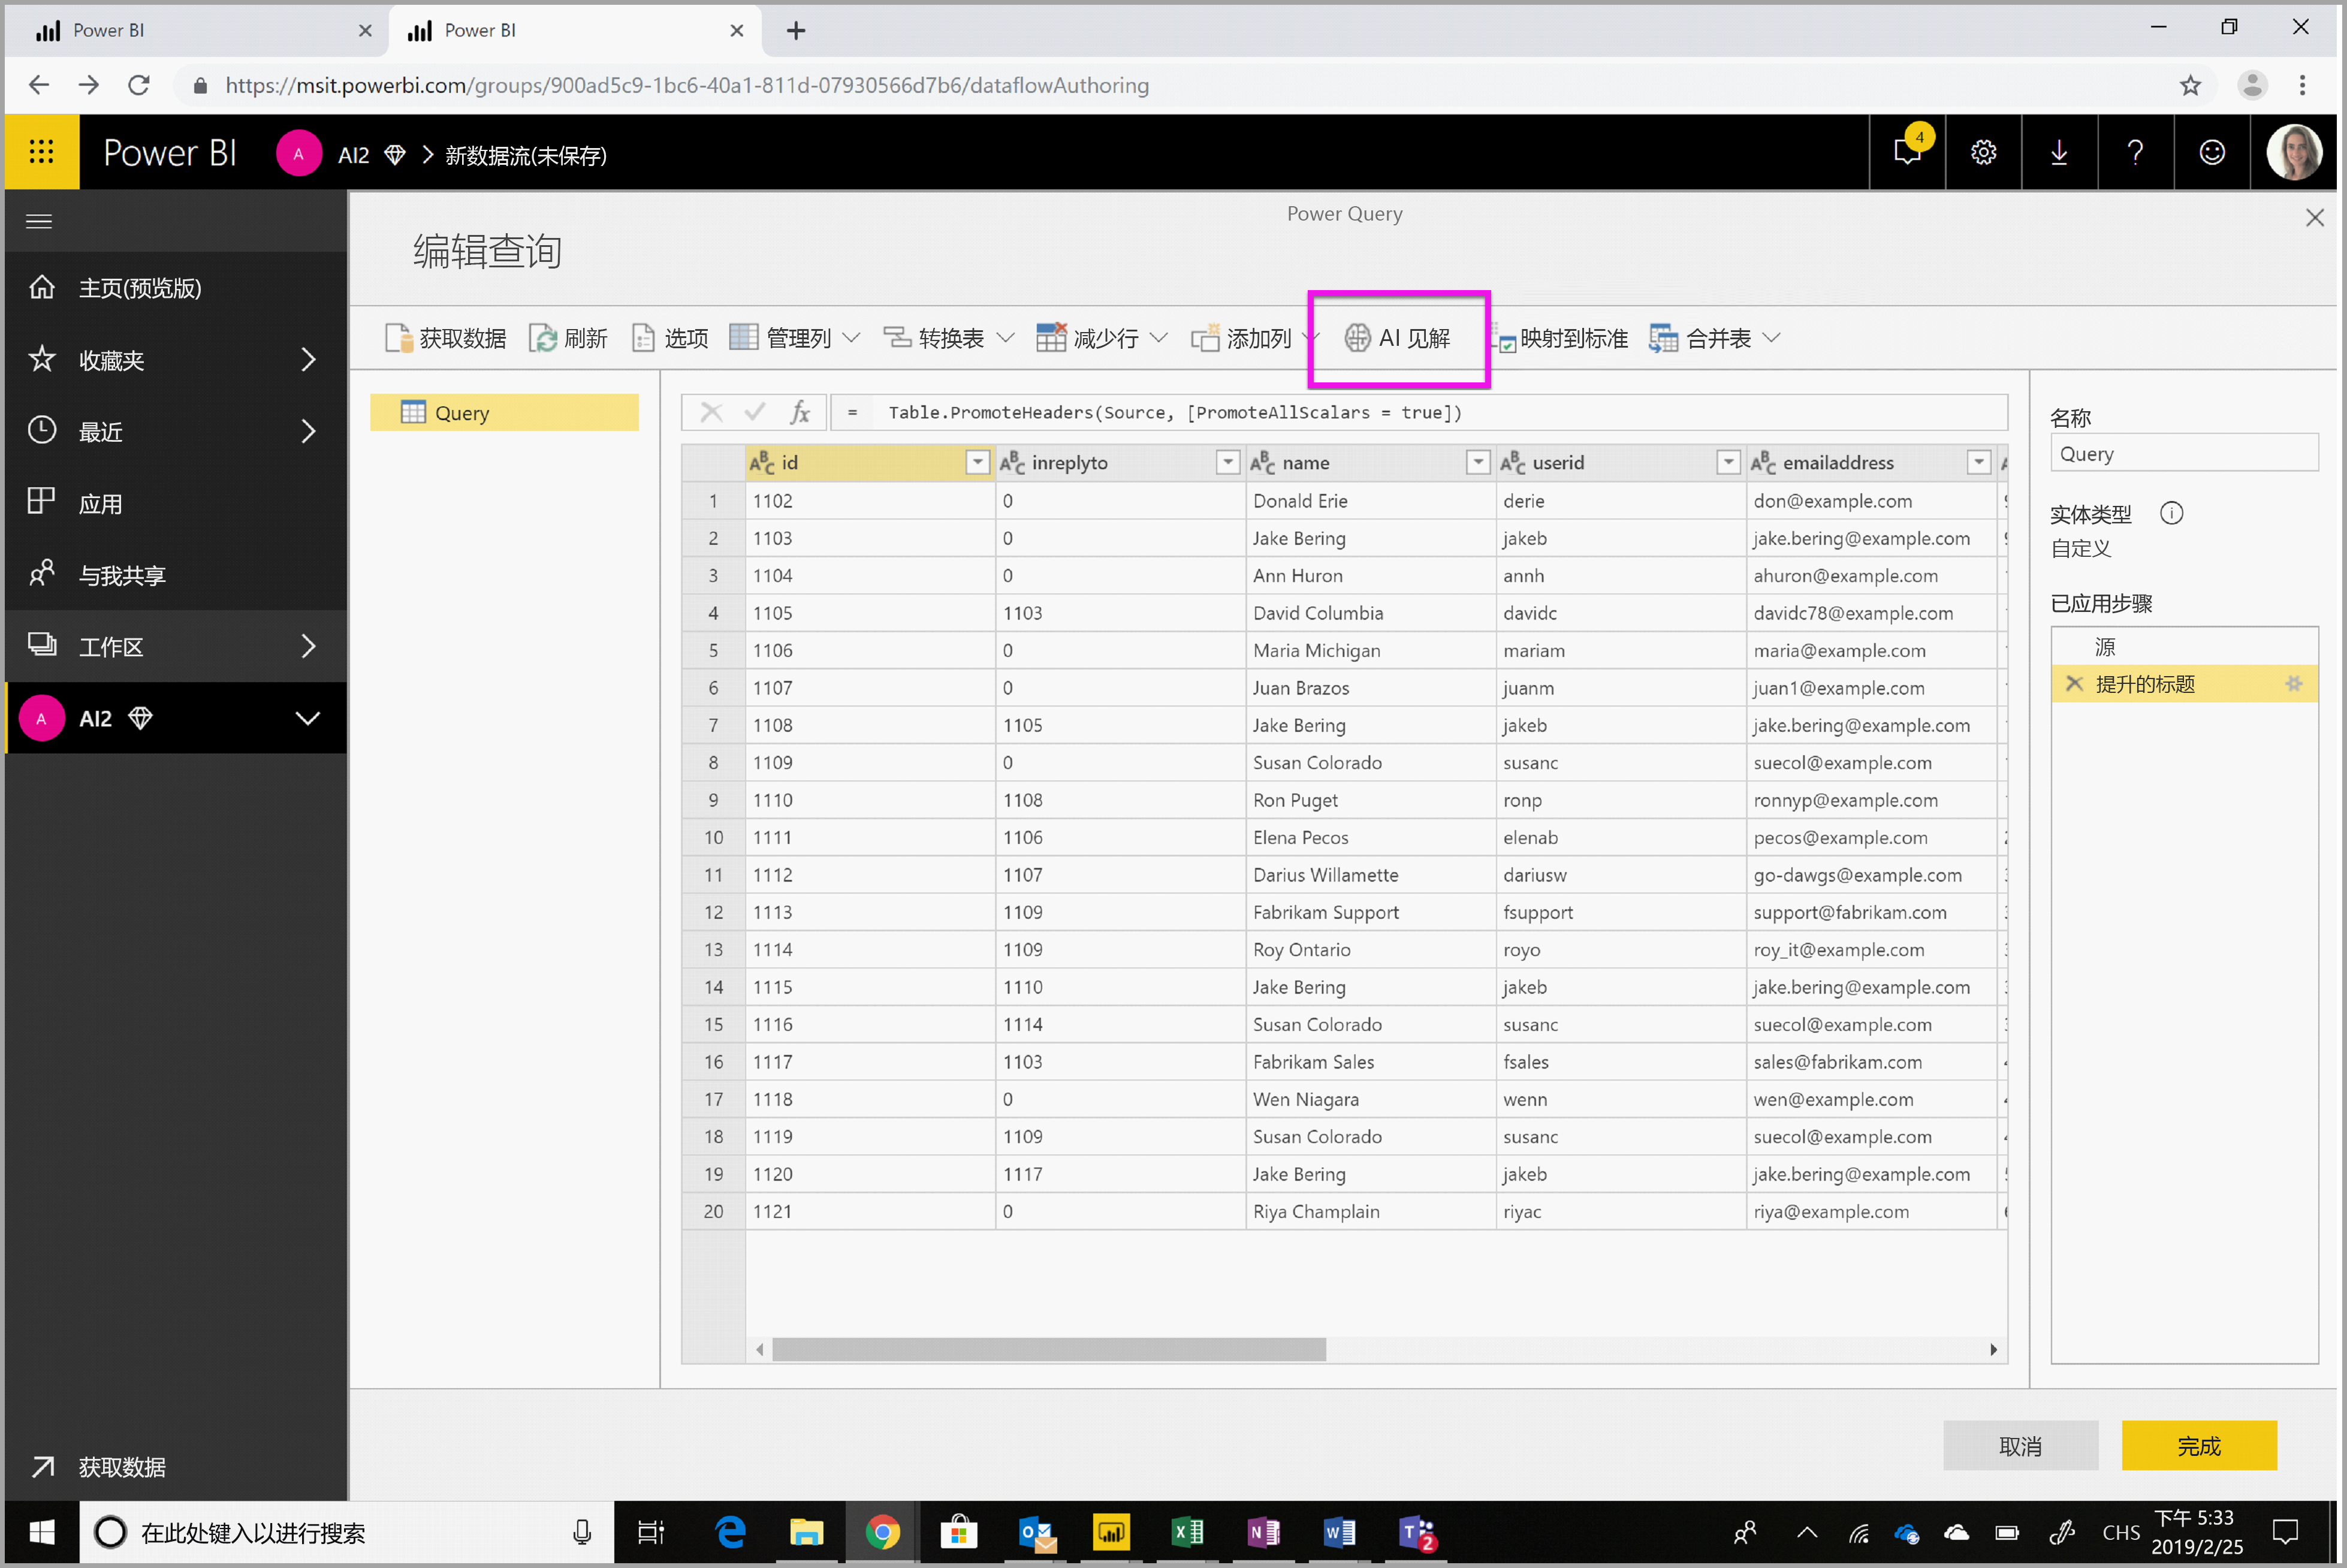 Power BI
Power BI
https://msit.powerbi.com/groups/900ad5c9-1bc6-40a1-811d-07930566d7b6/dataflowAuthoring
Power BI A AI2 > 新数据流(未保存) 4 ?
Power Query
编辑查询
主页(预览版)
收藏夹
最近
应用
与我共享
工作区
A AI2
获取数据
获取数据 刷新 选项 管理列 转换表 减少行 添加列 AI 见解 映射到标准 合并表
Query
fx = Table.PromoteHeaders(Source, [PromoteAllScalars = true])
ABC id ABC inreplyto ABC name ABC userid ABC emailaddress
1 1102 0 Donald Erie derie don@example.com
2 1103 0 Jake Bering jakeb jake.bering@example.com
3 1104 0 Ann Huron annh ahuron@example.com
4 1105 1103 David Columbia davidc davidc78@example.com
5 1106 0 Maria Michigan mariam maria@example.com
6 1107 0 Juan Brazos juanm juan1@example.com
7 1108 1105 Jake Bering jakeb jake.bering@example.com
8 1109 0 Susan Colorado susanc suecol@example.com
9 1110 1108 Ron Puget ronp ronnyp@example.com
10 1111 1106 Elena Pecos elenab pecos@example.com
11 1112 1107 Darius Willamette dariusw go-dawgs@example.com
12 1113 1109 Fabrikam Support fsupport support@fabrikam.com
13 1114 1109 Roy Ontario royo roy_it@example.com
14 1115 1110 Jake Bering jakeb jake.bering@example.com
15 1116 1114 Susan Colorado susanc suecol@example.com
16 1117 1103 Fabrikam Sales fsales sales@fabrikam.com
17 1118 0 Wen Niagara wenn wen@example.com
18 1119 1109 Susan Colorado susanc suecol@example.com
19 1120 1117 Jake Bering jakeb jake.bering@example.com
20 1121 0 Riya Champlain riyac riya@example.com
名称
Query
实体类型
自定义
已应用步骤
源
提升的标题
取消 完成
在此处键入以进行搜索
CHS
下午 5:33
2019/2/25